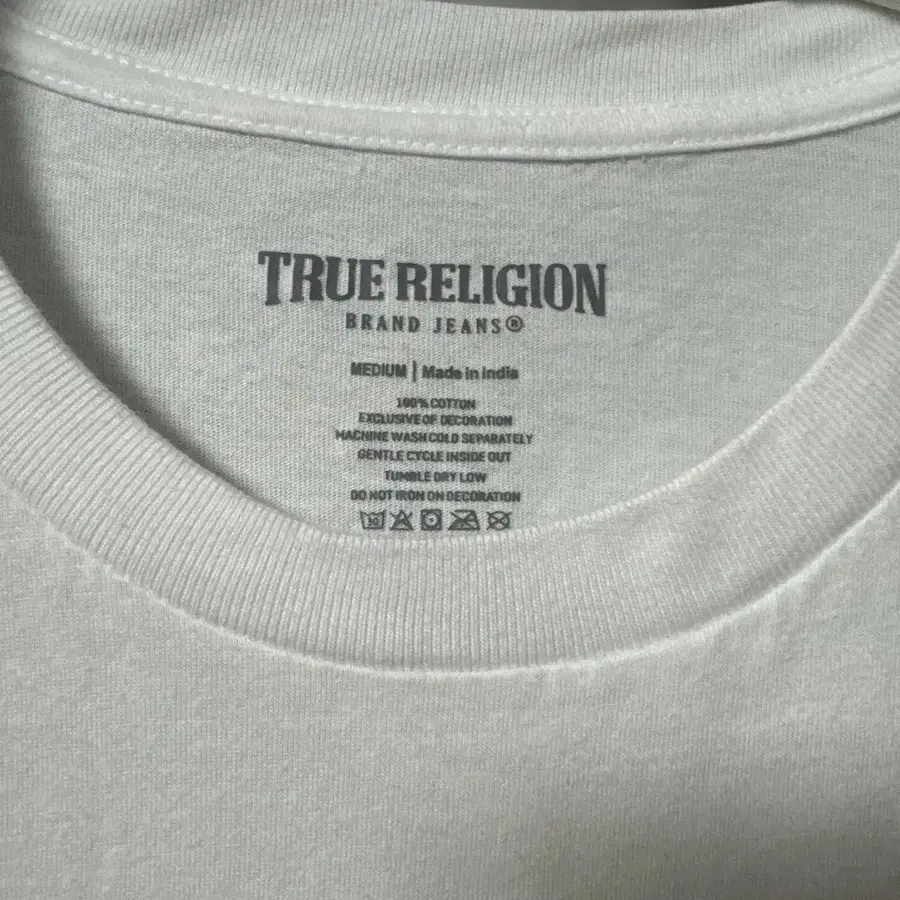 TRUE RELIGION
BRAND JEANS®
MEDIUM | Made in India
100% COTTON
EXCLUSIVE OF DECORATION
MACHINE WASH COLD SEPARATELY
GENTLE CYCLE INSIDE OUT
TUMBLE DRY LOW
DO NOT IRON ON DECORATION
30